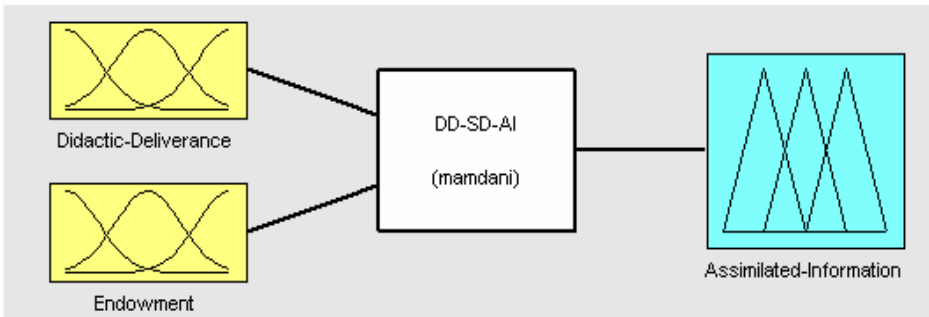 Didactic-Deliverance
DD-SD-AI
(mamdani)
Endowment
Assimilated-Information